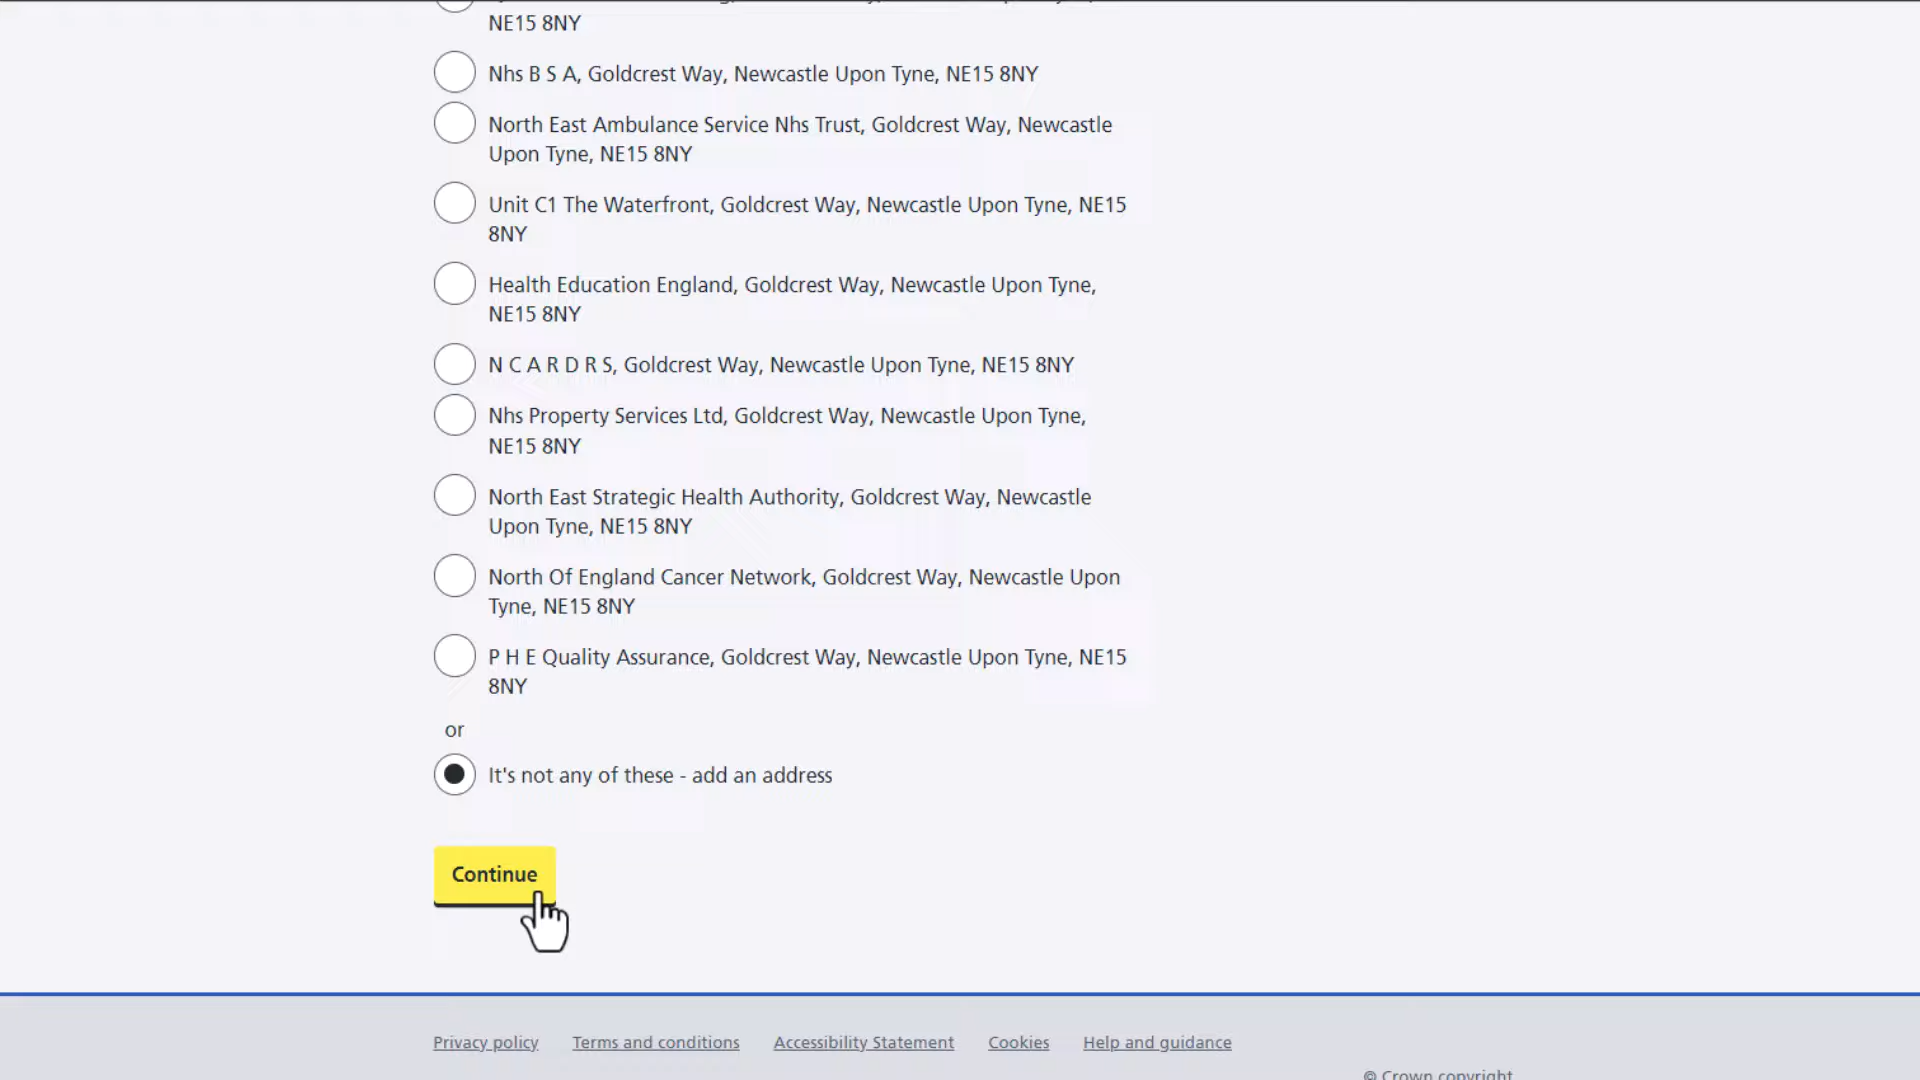 NE15 8NY
Nhs B S A, Goldcrest Way, Newcastle Upon Tyne, NE15 8NY
North East Ambulance Service Nhs Trust, Goldcrest Way, Newcastle
Upon Tyne, NE15 8NY
Unit C1 The Waterfront, Goldcrest Way, Newcastle Upon Tyne, NE15
8NY
Health Education England, Goldcrest Way, Newcastle Upon Tyne,
NE15 8NY
N C A R D R S, Goldcrest Way, Newcastle Upon Tyne, NE15 8NY
Nhs Property Services Ltd, Goldcrest Way, Newcastle Upon Tyne,
NE15 8NY
North East Strategic Health Authority, Goldcrest Way, Newcastle
Upon Tyne, NE15 8NY
North Of England Cancer Network, Goldcrest Way, Newcastle Upon
Tyne, NE15 8NY
P H E Quality Assurance, Goldcrest Way, Newcastle Upon Tyne, NE15
8NY
or
It's not any of these - add an address
Continue
Privacy policy Terms and conditions Accessibility Statement Cookies Help and guidance
© Crown copyright